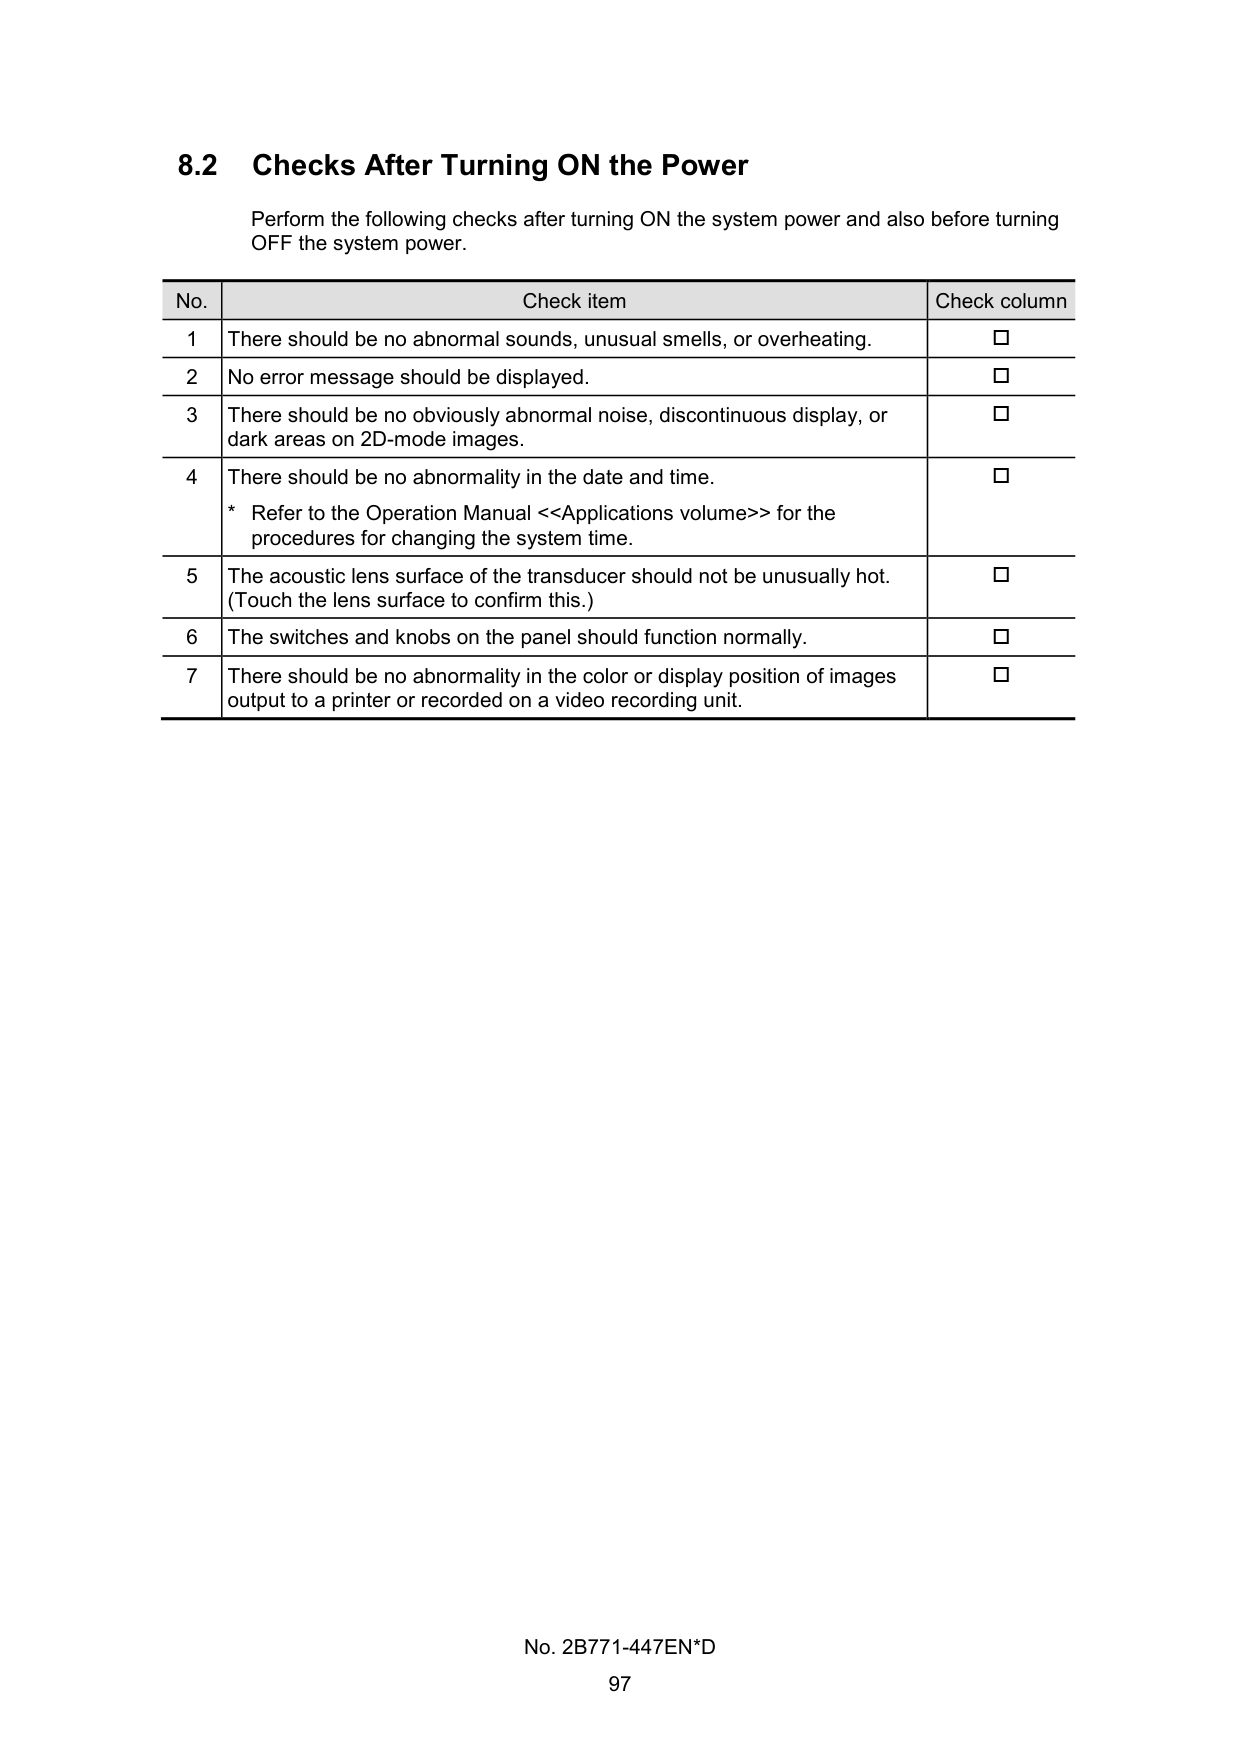 8.2 Checks After Turning ON the Power
Perform the following checks after turning ON the system power and also before turning
OFF the system power.
No. Check item Check column
1 There should be no abnormal sounds, unusual smells, or overheating. □
2 No error message should be displayed. □
3 There should be no obviously abnormal noise, discontinuous display, or □
dark areas on 2D-mode images.
4 There should be no abnormality in the date and time. □
* Refer to the Operation Manual <<Applications volume>> for the
procedures for changing the system time.
5 The acoustic lens surface of the transducer should not be unusually hot. □
(Touch the lens surface to confirm this.)
6 The switches and knobs on the panel should function normally. □
7 There should be no abnormality in the color or display position of images □
output to a printer or recorded on a video recording unit.
No. 2B771-447EN*D
97